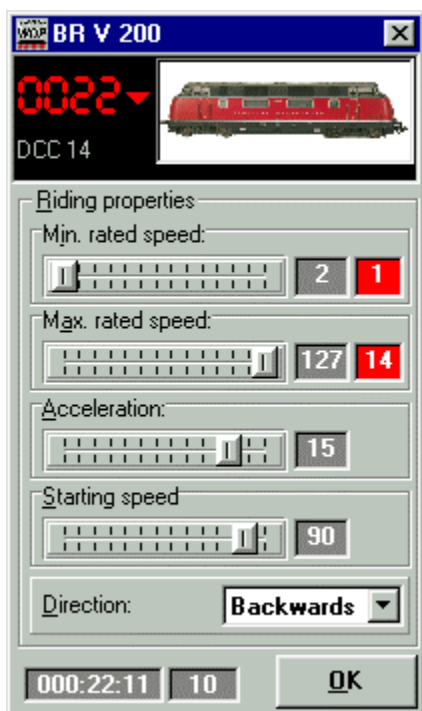 BR V 200
0022
DCC 14
Riding properties
Min. rated speed:
2 1
Max. rated speed:
127 14
Acceleration:
15
Starting speed
90
Direction: Backwards
000:22:11 10 OK